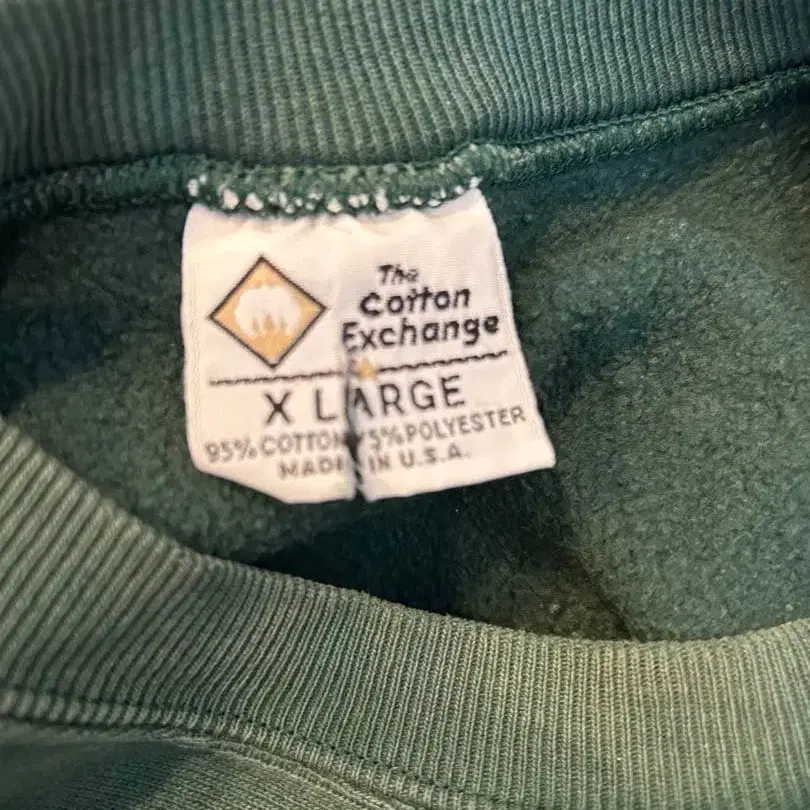 The
Cotton
Exchange
X LARGE
95% COTTON/5% POLYESTER
MADE IN U.S.A.